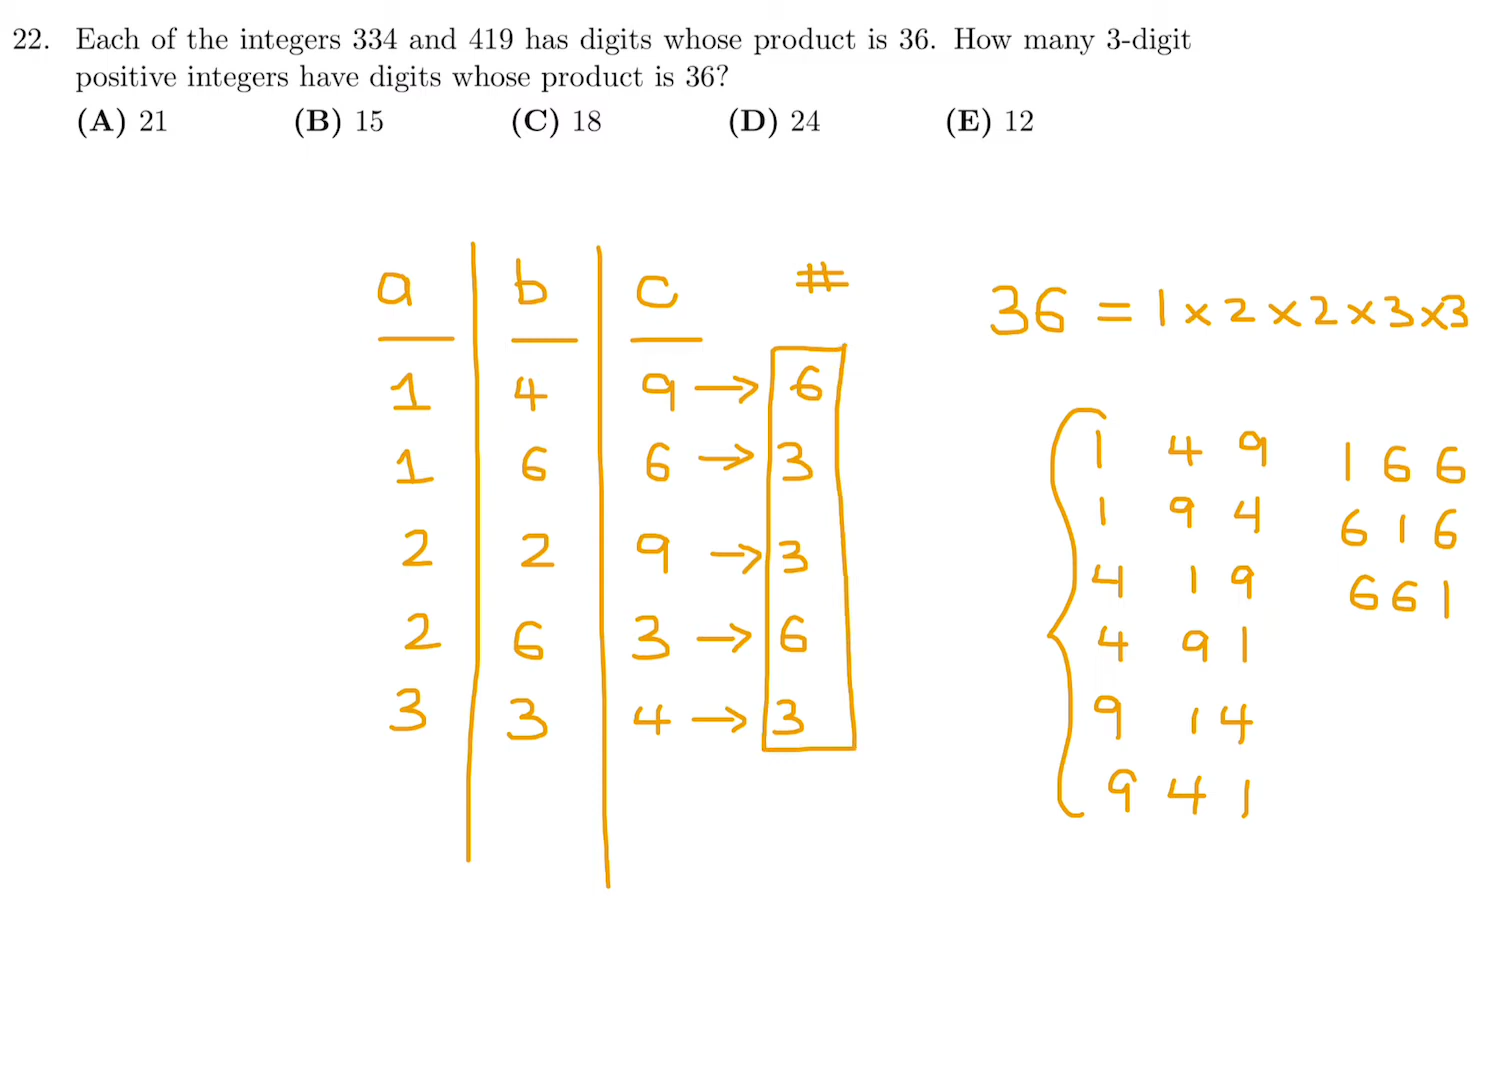 22. Each of the integers 334 and 419 has digits whose product is 36. How many 3-digit
positive integers have digits whose product is 36?
(A) 21 (B) 15 (C) 18 (D) 24 (E) 12
a b c #
1 4 9 → 6
1 6 6 → 3
2 2 9 → 3
2 6 3 → 6
3 3 4 → 3
36 = 1 × 2 × 2 × 3 × 3
1 4 9 1 6 6
1 9 4 6 1 6
4 1 9 6 6 1
4 9 1
9 1 4
9 4 1